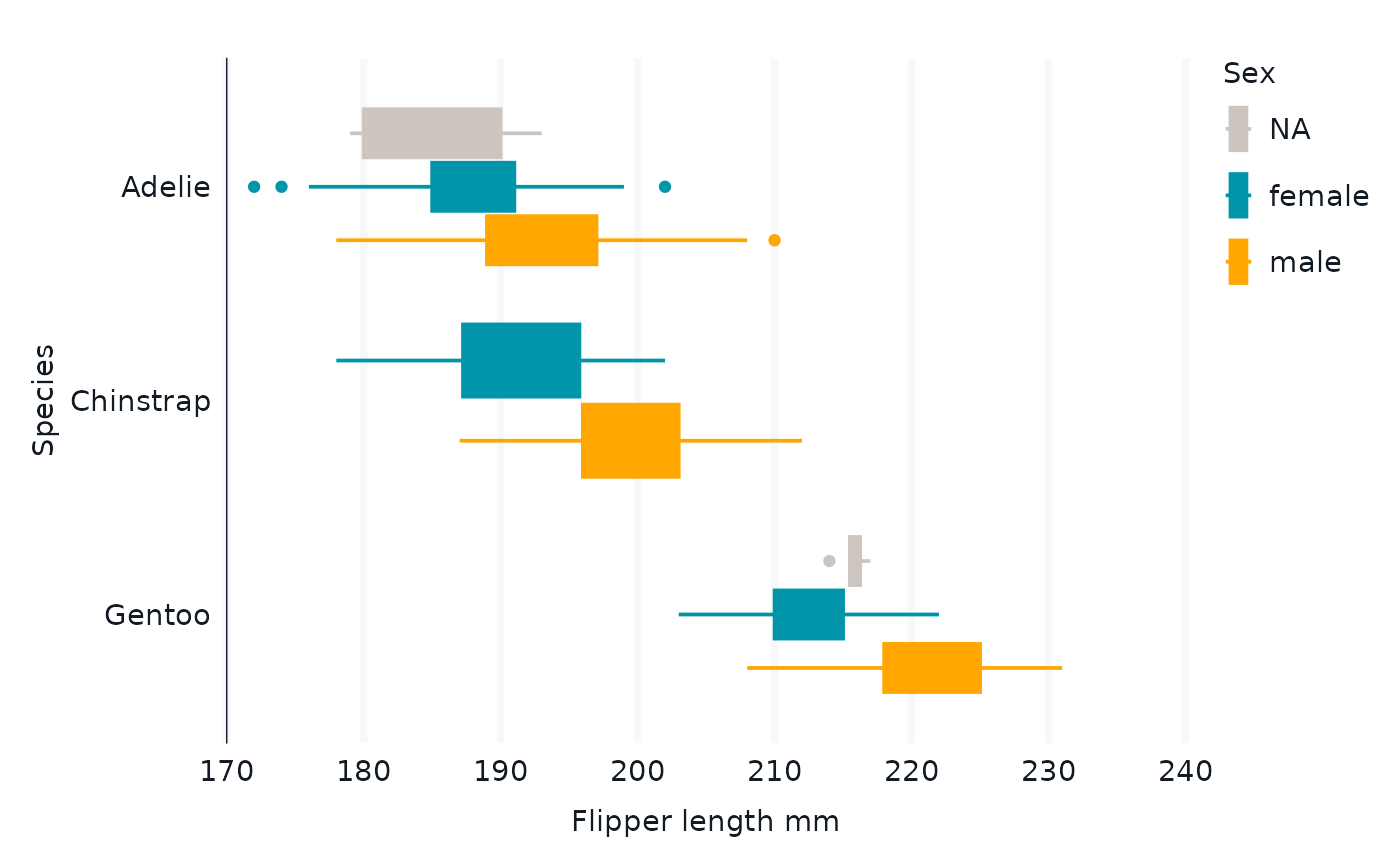 Sex
NA
female
male
Species
Adelie
Chinstrap
Gentoo
170 180 190 200 210 220 230 240
Flipper length mm